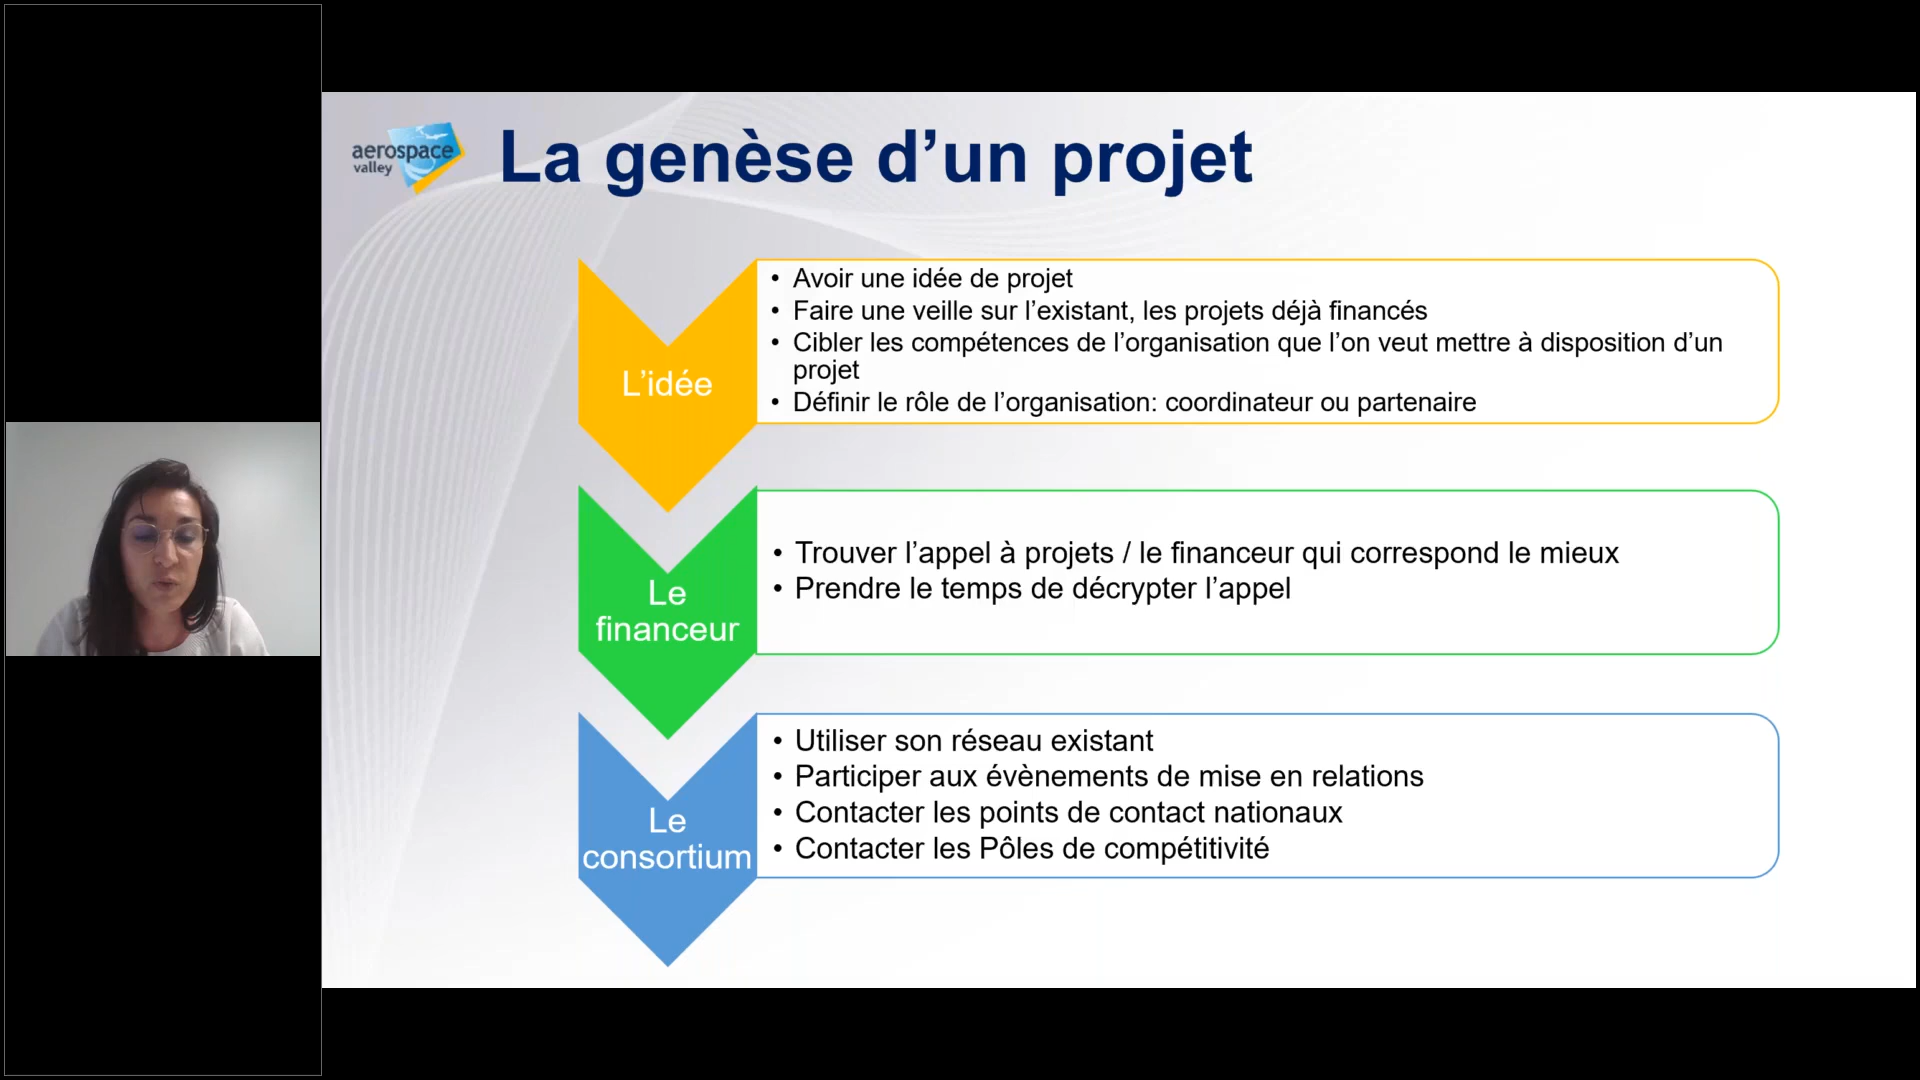 aerospace
valley
La genèse d’un projet
L’idée
• Avoir une idée de projet
• Faire une veille sur l’existant, les projets déjà financés
• Cibler les compétences de l’organisation que l’on veut mettre à disposition d’un
projet
• Définir le rôle de l’organisation: coordinateur ou partenaire
Le
financeur
• Trouver l’appel à projets / le financeur qui correspond le mieux
• Prendre le temps de décrypter l’appel
Le
consortium
• Utiliser son réseau existant
• Participer aux évènements de mise en relations
• Contacter les points de contact nationaux
• Contacter les Pôles de compétitivité